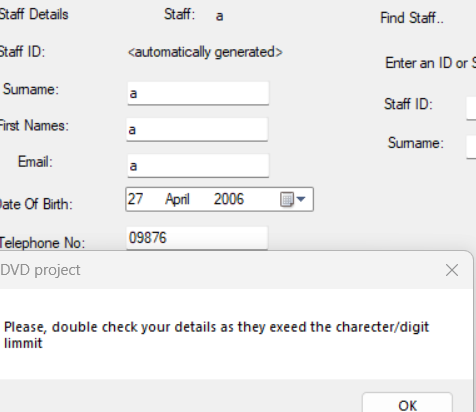 Staff Details Staff: a Find Staff..
Staff ID: <automatically generated> Enter an ID or S
Surname: a Staff ID:
First Names: a Surname:
Email: a
Date Of Birth: 27 April 2006
Telephone No: 09876
DVD project
Please, double check your details as they exeed the charecter/digit
limmit
OK